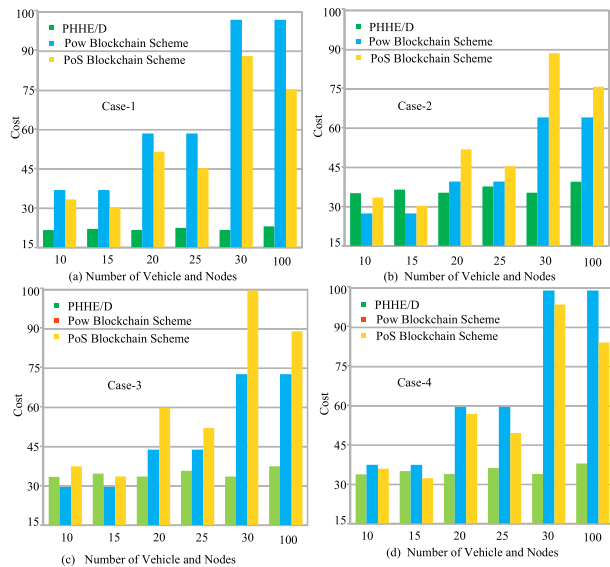 100
90
75
60
45
30
15
Cost
PHHE/D
Pow Blockchain Scheme
PoS Blockchain Scheme
Case-1
10 15 20 25 30 100
(a) Number of Vehicle and Nodes
100
90
75
60
45
30
15
Cost
PHHE/D
Pow Blockchain Scheme
PoS Blockchain Scheme
Case-2
10 15 20 25 30 100
(b) Number of Vehicle and Nodes
100
90
75
60
45
30
15
Cost
PHHE/D
Pow Blockchain Scheme
PoS Blockchain Scheme
Case-3
10 15 20 25 30 100
(c) Number of Vehicle and Nodes
100
90
75
60
45
30
15
Cost
PHHE/D
Pow Blockchain Scheme
PoS Blockchain Scheme
Case-4
10 15 20 25 30 100
(d) Number of Vehicle and Nodes